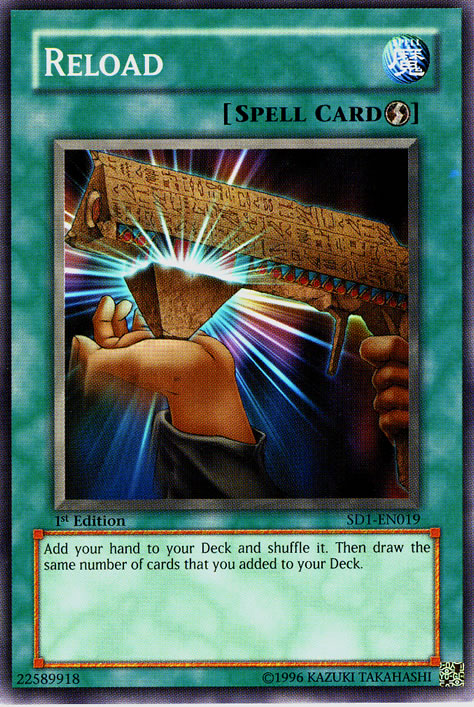 RELOAD
[SPELL CARD]
1st Edition
SD1-EN019
Add your hand to your Deck and shuffle it. Then draw the
same number of cards that you added to your Deck.
22589918
©1996 KAZUKI TAKAHASHI